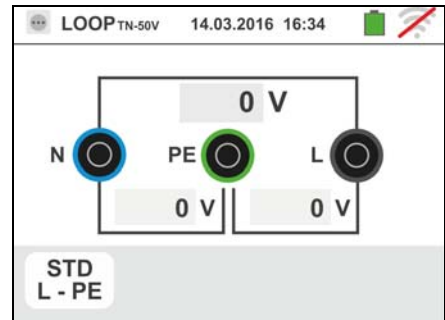 LOOP TN-50V 14.03.2016 16:34
0 V
N PE L
0 V 0 V
STD
L - PE